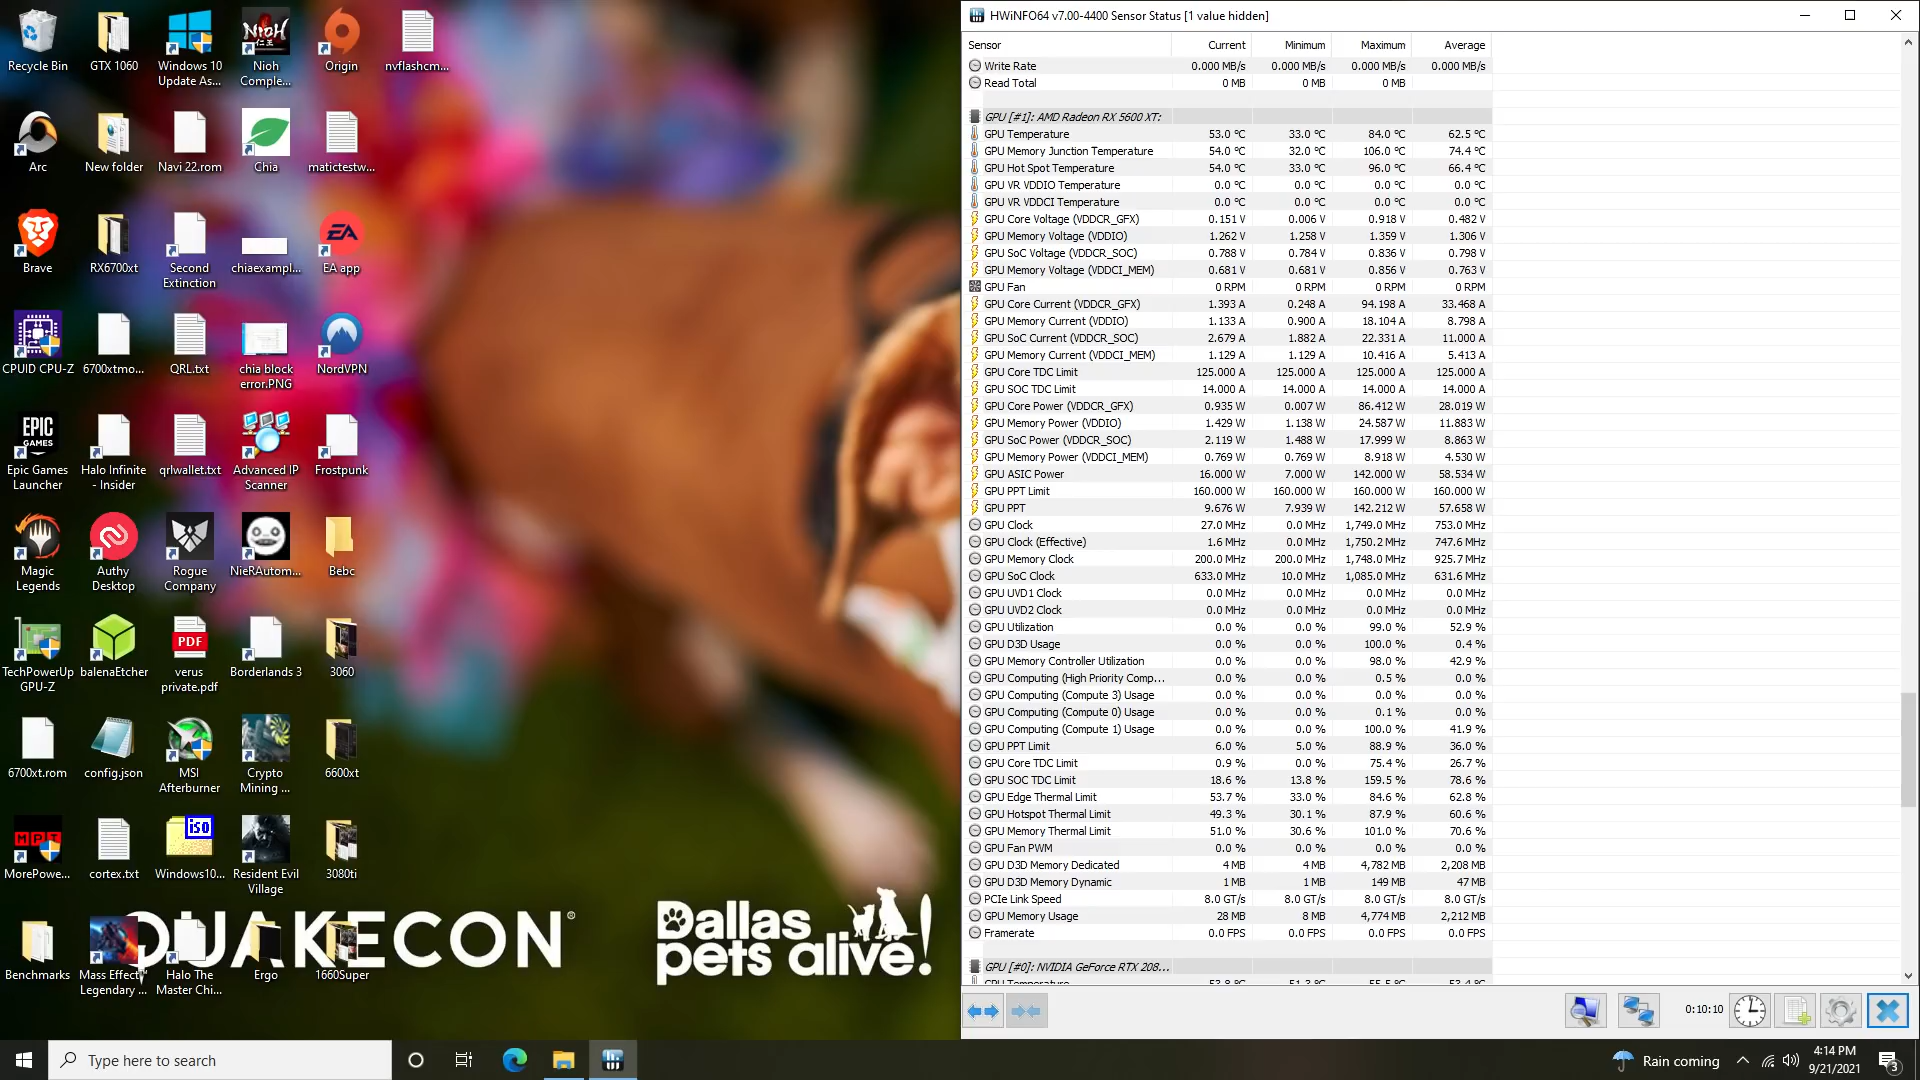 Recycle Bin
GTX 1060
Windows 10
Update As...
NIOH
仁王
Nioh
Comple...
Origin
nvflashcm...
Arc
New folder
Navi 22.rom
Chia
matictestw...
Brave
RX6700xt
Second
Extinction
chiaexampl...
EA
EA app
CPUID CPU-Z
6700xtmo...
QRL.txt
chia block
error.PNG
NordVPN
EPIC
GAMES
Epic Games
Launcher
Halo Infinite
- Insider
qrlwallet.txt
Advanced IP
Scanner
Frostpunk
Magic
Legends
Authy
Desktop
Rogue
Company
NieRAutom...
Bebc
TechPowerUp
GPU-Z
balenaEtcher
PDF
verus
private.pdf
Borderlands 3
3060
6700xt.rom
config.json
MSI
Afterburner
Crypto
Mining ...
6600xt
MPT
MorePowe...
cortex.txt
iso
Windows10...
Resident Evil
Village
3080ti
QUAKECON®
Benchmarks
Mass Effect™
Legendary ...
Halo The
Master Chi...
Ergo
1660Super
Dallas
pets alive!
HWiNFO64 v7.00-4400 Sensor Status [1 value hidden]
Sensor Current Minimum Maximum Average
Write Rate 0.000 MB/s 0.000 MB/s 0.000 MB/s 0.000 MB/s
Read Total 0 MB 0 MB 0 MB
GPU [#1]: AMD Radeon RX 5600 XT:
GPU Temperature 53.0 °C 33.0 °C 84.0 °C 62.5 °C
GPU Memory Junction Temperature 54.0 °C 32.0 °C 106.0 °C 74.4 °C
GPU Hot Spot Temperature 54.0 °C 33.0 °C 96.0 °C 66.4 °C
GPU VR VDDIO Temperature 0.0 °C 0.0 °C 0.0 °C 0.0 °C
GPU VR VDDCI Temperature 0.0 °C 0.0 °C 0.0 °C 0.0 °C
GPU Core Voltage (VDDCR_GFX) 0.151 V 0.006 V 0.918 V 0.482 V
GPU Memory Voltage (VDDIO) 1.262 V 1.258 V 1.359 V 1.306 V
GPU SoC Voltage (VDDCR_SOC) 0.788 V 0.784 V 0.836 V 0.798 V
GPU Memory Voltage (VDDCI_MEM) 0.681 V 0.681 V 0.856 V 0.763 V
GPU Fan 0 RPM 0 RPM 0 RPM 0 RPM
GPU Core Current (VDDCR_GFX) 1.393 A 0.248 A 94.198 A 33.468 A
GPU Memory Current (VDDIO) 1.133 A 0.900 A 18.104 A 8.798 A
GPU SoC Current (VDDCR_SOC) 2.679 A 1.882 A 22.331 A 11.000 A
GPU Memory Current (VDDCI_MEM) 1.129 A 1.129 A 10.416 A 5.413 A
GPU Core TDC Limit 125.000 A 125.000 A 125.000 A 125.000 A
GPU SOC TDC Limit 14.000 A 14.000 A 14.000 A 14.000 A
GPU Core Power (VDDCR_GFX) 0.935 W 0.007 W 86.412 W 28.019 W
GPU Memory Power (VDDIO) 1.429 W 1.138 W 24.587 W 11.883 W
GPU SoC Power (VDDCR_SOC) 2.119 W 1.488 W 17.999 W 8.863 W
GPU Memory Power (VDDCI_MEM) 0.769 W 0.769 W 8.918 W 4.530 W
GPU ASIC Power 16.000 W 7.000 W 142.000 W 58.534 W
GPU PPT Limit 160.000 W 160.000 W 160.000 W 160.000 W
GPU PPT 9.676 W 7.939 W 142.212 W 57.658 W
GPU Clock 27.0 MHz 0.0 MHz 1,749.0 MHz 753.0 MHz
GPU Clock (Effective) 1.6 MHz 0.0 MHz 1,750.2 MHz 747.6 MHz
GPU Memory Clock 200.0 MHz 200.0 MHz 1,748.0 MHz 925.7 MHz
GPU SoC Clock 633.0 MHz 10.0 MHz 1,085.0 MHz 631.6 MHz
GPU UVD1 Clock 0.0 MHz 0.0 MHz 0.0 MHz 0.0 MHz
GPU UVD2 Clock 0.0 MHz 0.0 MHz 0.0 MHz 0.0 MHz
GPU Utilization 0.0 % 0.0 % 99.0 % 52.9 %
GPU D3D Usage 0.0 % 0.0 % 100.0 % 0.4 %
GPU Memory Controller Utilization 0.0 % 0.0 % 98.0 % 42.9 %
GPU Computing (High Priority Comp... 0.0 % 0.0 % 0.5 % 0.0 %
GPU Computing (Compute 3) Usage 0.0 % 0.0 % 0.0 % 0.0 %
GPU Computing (Compute 0) Usage 0.0 % 0.0 % 0.1 % 0.0 %
GPU Computing (Compute 1) Usage 0.0 % 0.0 % 100.0 % 41.9 %
GPU PPT Limit 6.0 % 5.0 % 88.9 % 36.0 %
GPU Core TDC Limit 0.9 % 0.0 % 75.4 % 26.7 %
GPU SOC TDC Limit 18.6 % 13.8 % 159.5 % 78.6 %
GPU Edge Thermal Limit 53.7 % 33.0 % 84.6 % 62.8 %
GPU Hotspot Thermal Limit 49.3 % 30.1 % 87.9 % 60.6 %
GPU Memory Thermal Limit 51.0 % 30.6 % 101.0 % 70.6 %
GPU Fan PWM 0.0 % 0.0 % 0.0 % 0.0 %
GPU D3D Memory Dedicated 4 MB 4 MB 4,782 MB 2,208 MB
GPU D3D Memory Dynamic 1 MB 1 MB 149 MB 47 MB
PCIe Link Speed 8.0 GT/s 8.0 GT/s 8.0 GT/s 8.0 GT/s
GPU Memory Usage 28 MB 8 MB 4,774 MB 2,212 MB
Framerate 0.0 FPS 0.0 FPS 0.0 FPS 0.0 FPS
GPU [#0]: NVIDIA GeForce RTX 208...
GPU Temperature 53.8 °C 51.3 °C 55.5 °C 53.4 °C
0:10:10
Type here to search
Rain coming
4:14 PM
9/21/2021
3